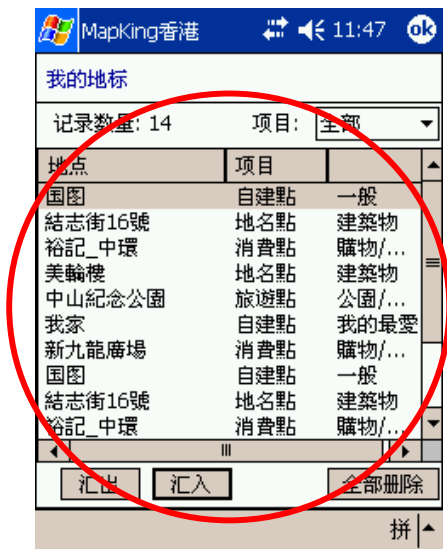 MapKing香港 11:47 ok
我的地标
记录数量: 14 项目: 全部
地点 项目
国图 自建點 一般
結志街16號 地名點 建築物
裕記_中環 消費點 購物/...
美輪樓 地名點 建築物
中山紀念公園 旅遊點 公園/...
我家 自建點 我的最愛
新九龍廣場 消費點 購物/...
国图 自建點 一般
結志街16號 地名點 建築物
裕記_中環 消費點 購物/...
汇出 汇入 全部删除
拼